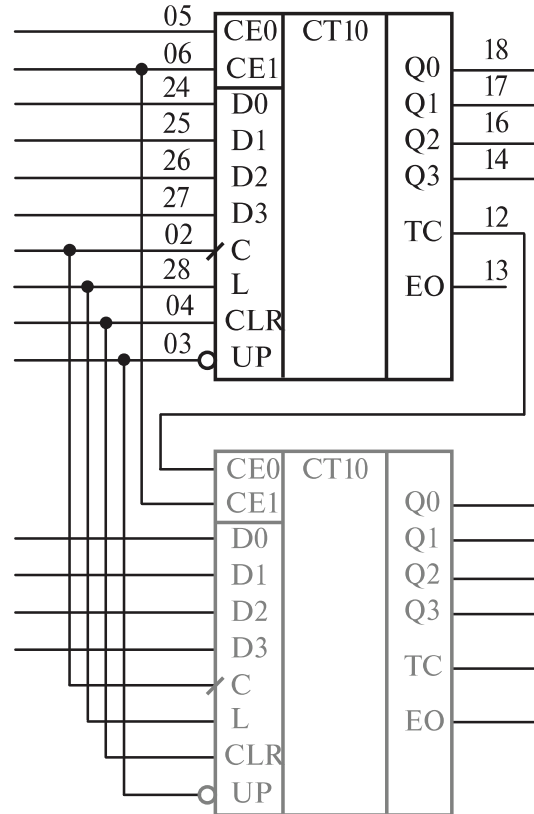 05 CE0 CT10
06 CE1 Q0 18
24 D0 Q1 17
25 D1 Q2 16
26 D2 Q3 14
27 D3
02 C TC 12
28 L EO 13
04 CLR
03 UP
CE0 CT10
CE1 Q0
D0 Q1
D1 Q2
D2 Q3
D3
C TC
L EO
CLR
UP